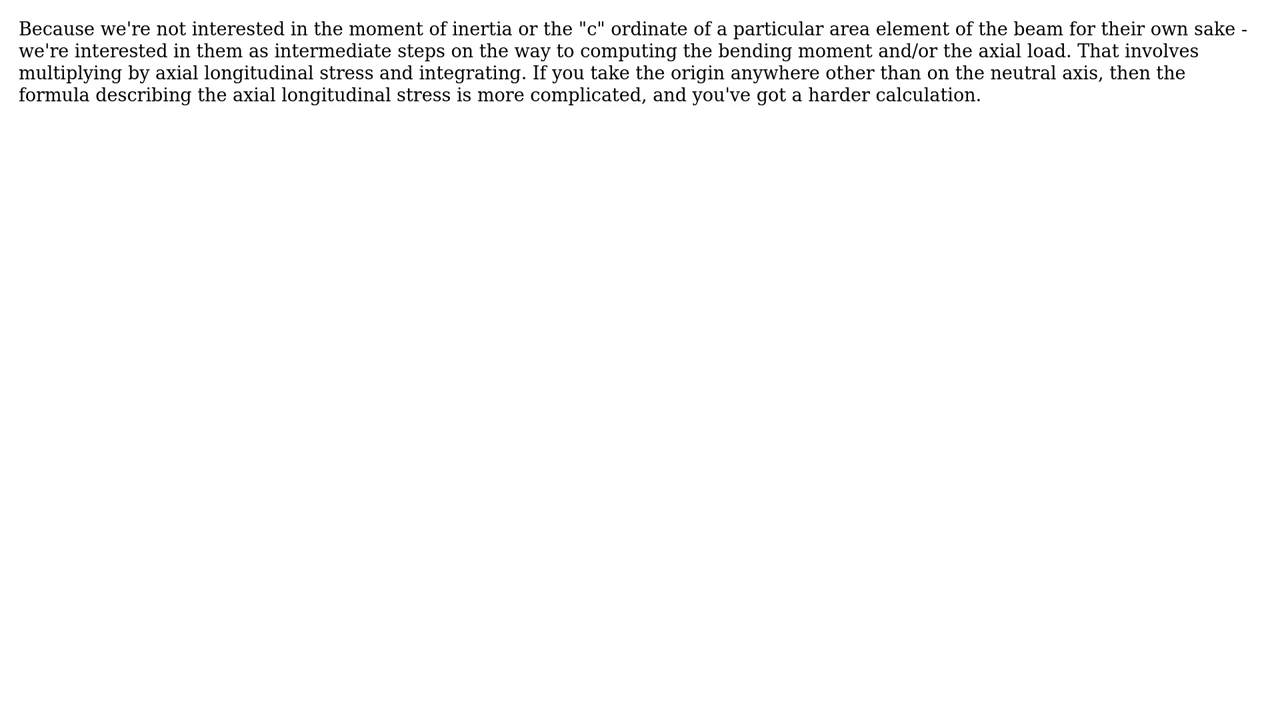 Because we're not interested in the moment of inertia or the "c" ordinate of a particular area element of the beam for their own sake -
we're interested in them as intermediate steps on the way to computing the bending moment and/or the axial load. That involves
multiplying by axial longitudinal stress and integrating. If you take the origin anywhere other than on the neutral axis, then the
formula describing the axial longitudinal stress is more complicated, and you've got a harder calculation.